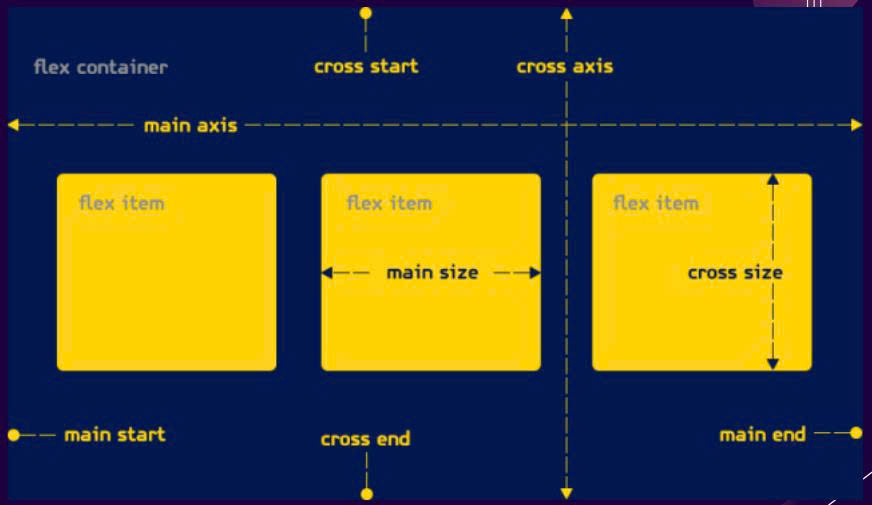 flex container
cross start
cross axis
main axis
flex item
flex item
flex item
main size
cross size
main start
cross end
main end